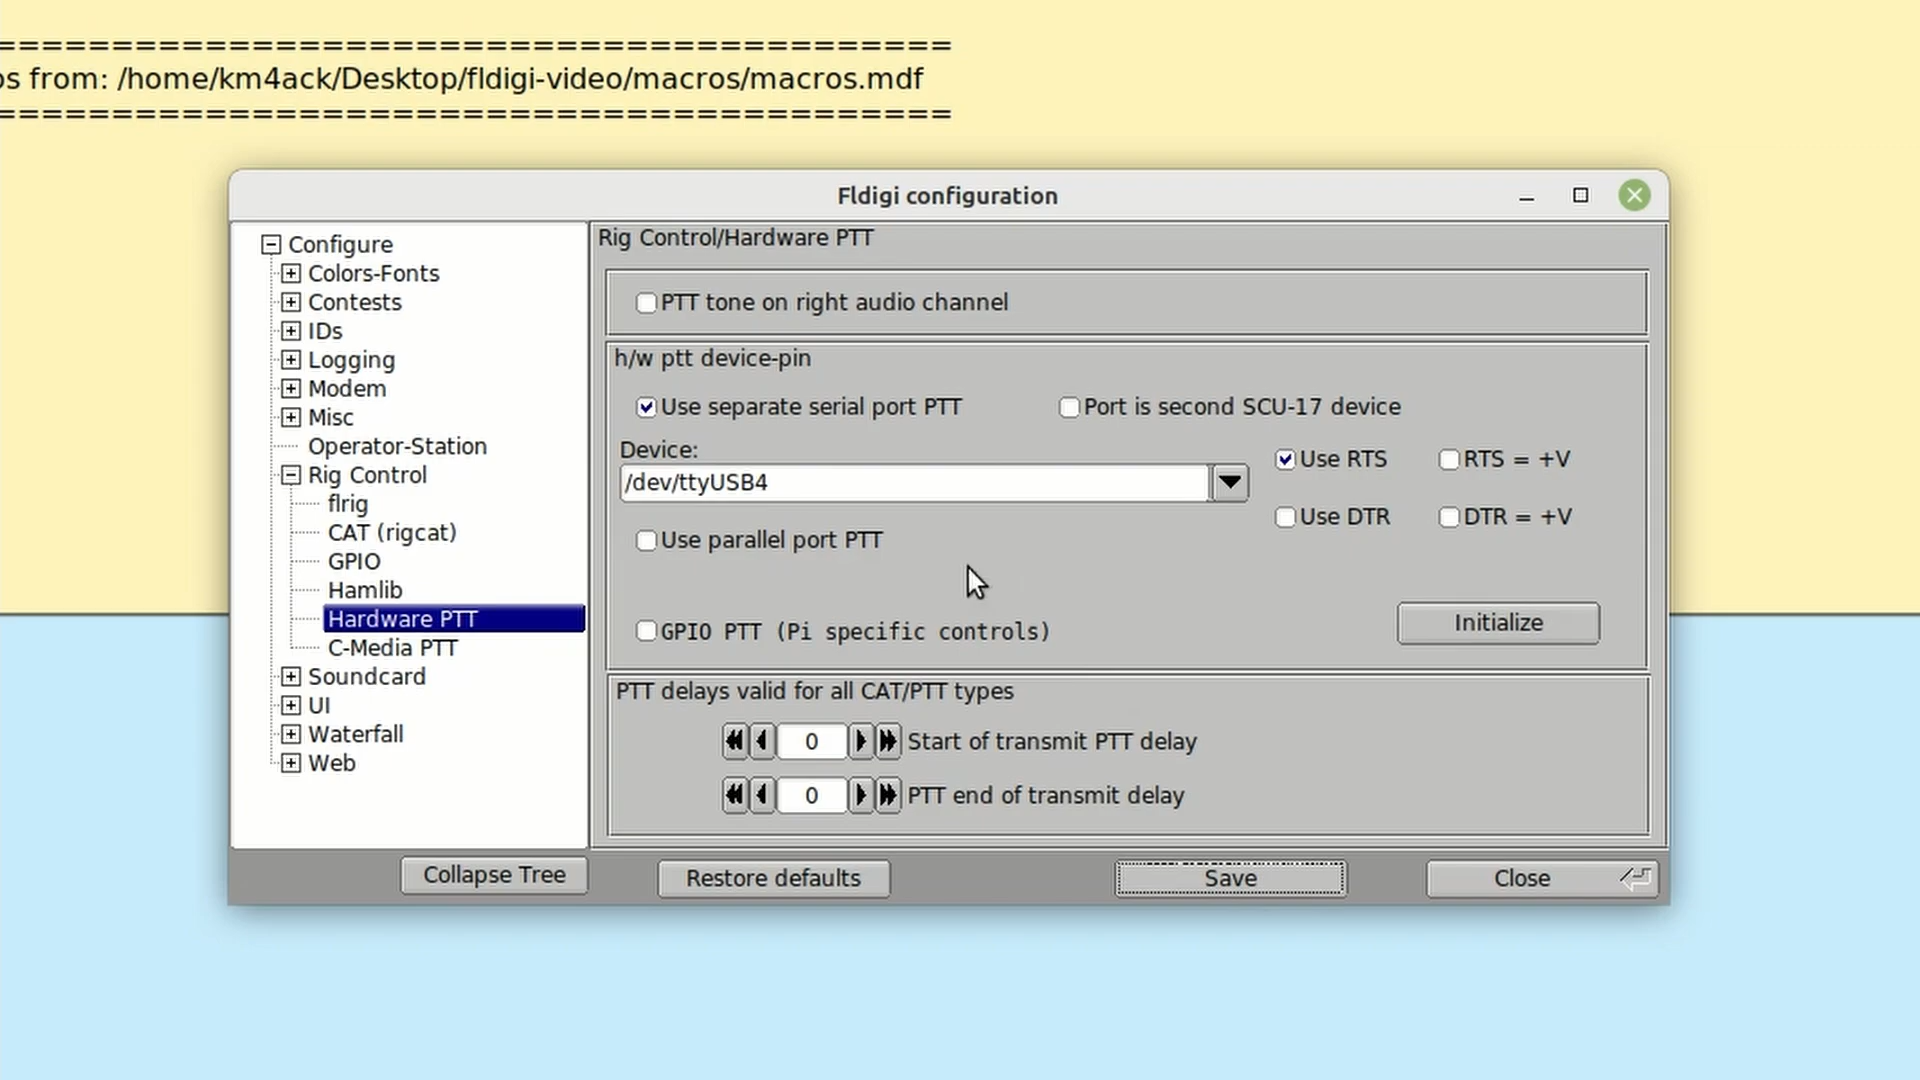 ========================================
os from: /home/km4ack/Desktop/fldigi-video/macros/macros.mdf
========================================
Fldigi configuration
Configure
Colors-Fonts
Contests
IDs
Logging
Modem
Misc
Operator-Station
Rig Control
flrig
CAT (rigcat)
GPIO
Hamlib
Hardware PTT
C-Media PTT
Soundcard
UI
Waterfall
Web
Rig Control/Hardware PTT
PTT tone on right audio channel
h/w ptt device-pin
Use separate serial port PTT
Port is second SCU-17 device
Device:
/dev/ttyUSB4
Use RTS
RTS = +V
Use DTR
DTR = +V
Use parallel port PTT
GPIO PTT (Pi specific controls)
Initialize
PTT delays valid for all CAT/PTT types
0 Start of transmit PTT delay
0 PTT end of transmit delay
Collapse Tree
Restore defaults
Save
Close